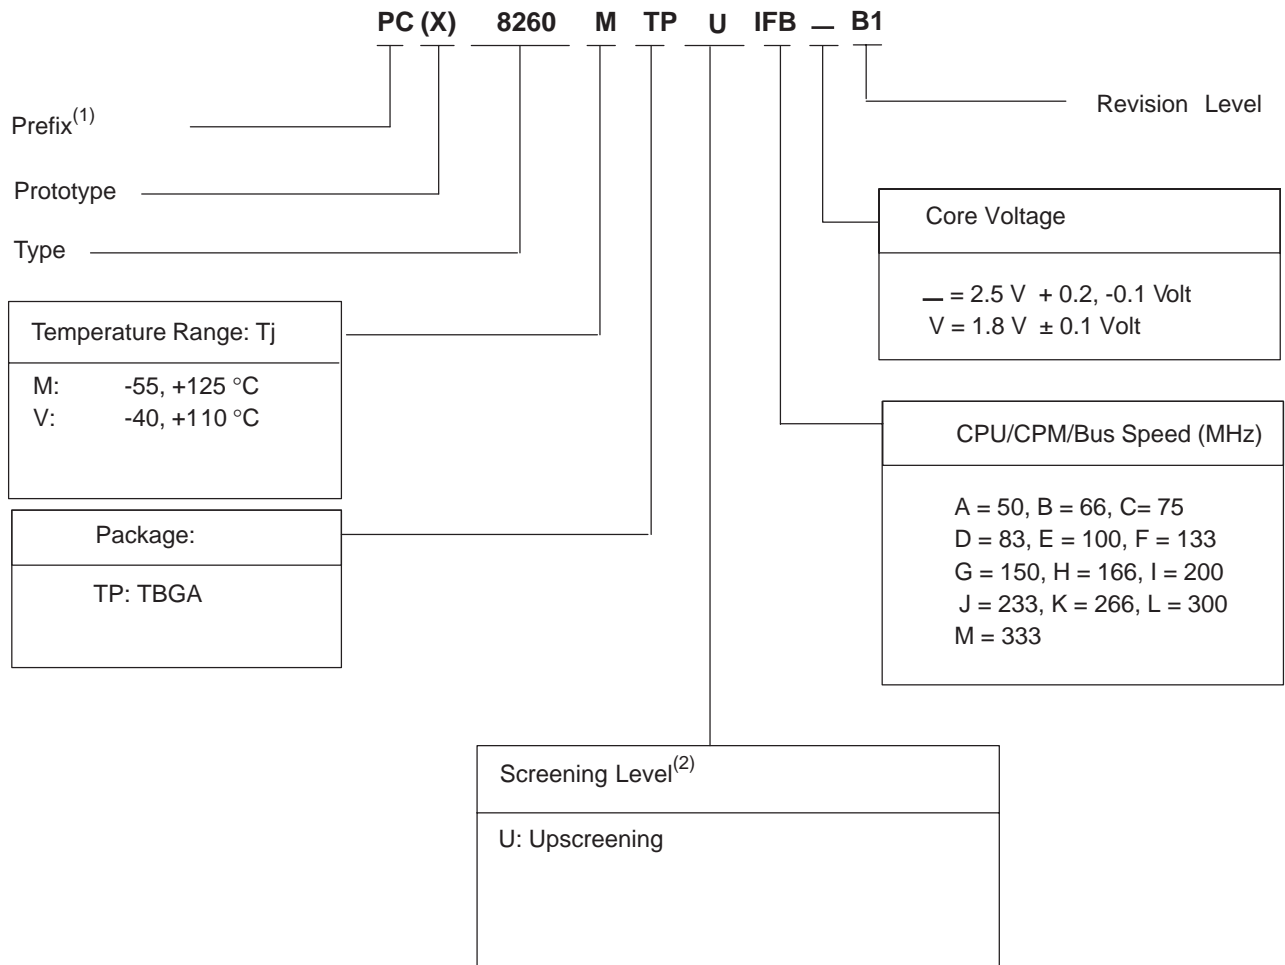 PC (X) 8260 M TP U IFB _ B1
Revision Level
Prefix(1)
Prototype
Type
Core Voltage
_ = 2.5 V + 0.2, -0.1 Volt
V = 1.8 V ± 0.1 Volt
Temperature Range: Tj
M: -55, +125 °C
V: -40, +110 °C
CPU/CPM/Bus Speed (MHz)
A = 50, B = 66, C= 75
D = 83, E = 100, F = 133
G = 150, H = 166, I = 200
J = 233, K = 266, L = 300
M = 333
Package:
TP: TBGA
Screening Level(2)
U: Upscreening